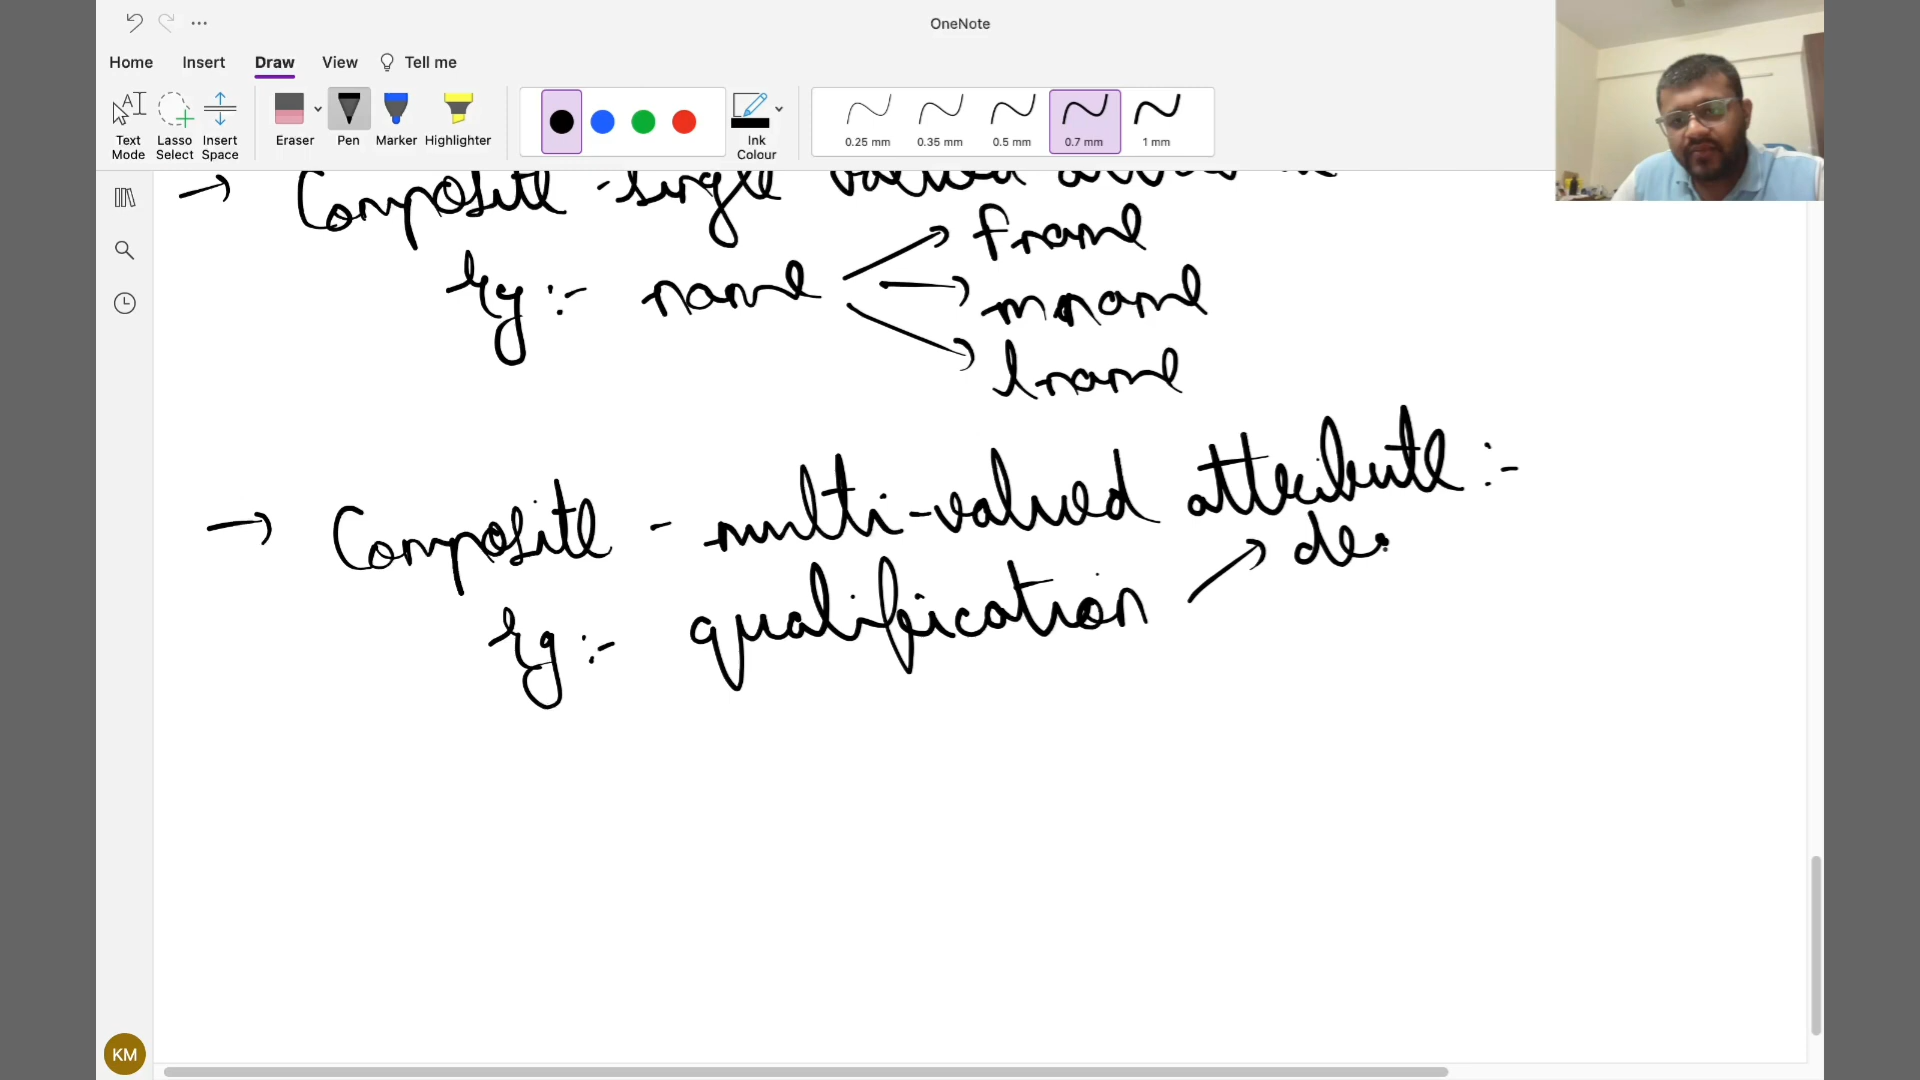 OneNote
Home Insert Draw View Tell me
Text Mode
Lasso Select
Insert Space
Eraser
Pen
Marker
Highlighter
Ink Colour
0.25 mm
0.35 mm
0.5 mm
0.7 mm
1 mm
→ Composite - single valued
Eg :- name → fname
→ mname
→ lname
→ Composite - multi-valued attribute :-
Eg :- qualification → de
KM